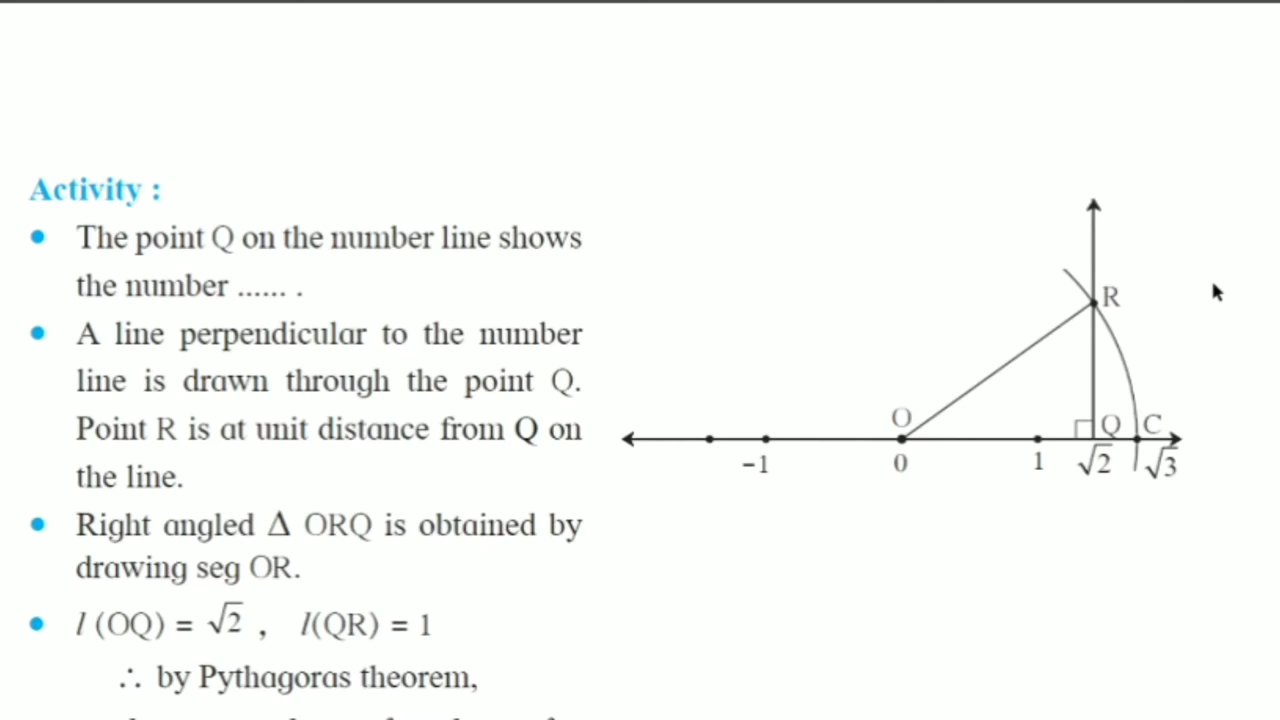 Activity :
• The point Q on the number line shows
the number ...... .
• A line perpendicular to the number
line is drawn through the point Q.
Point R is at unit distance from Q on
the line.
• Right angled Δ ORQ is obtained by
drawing seg OR.
• l (OQ) = √2 , l(QR) = 1
∴ by Pythagoras theorem,
R
O
Q C
-1 0 1 √2 √3